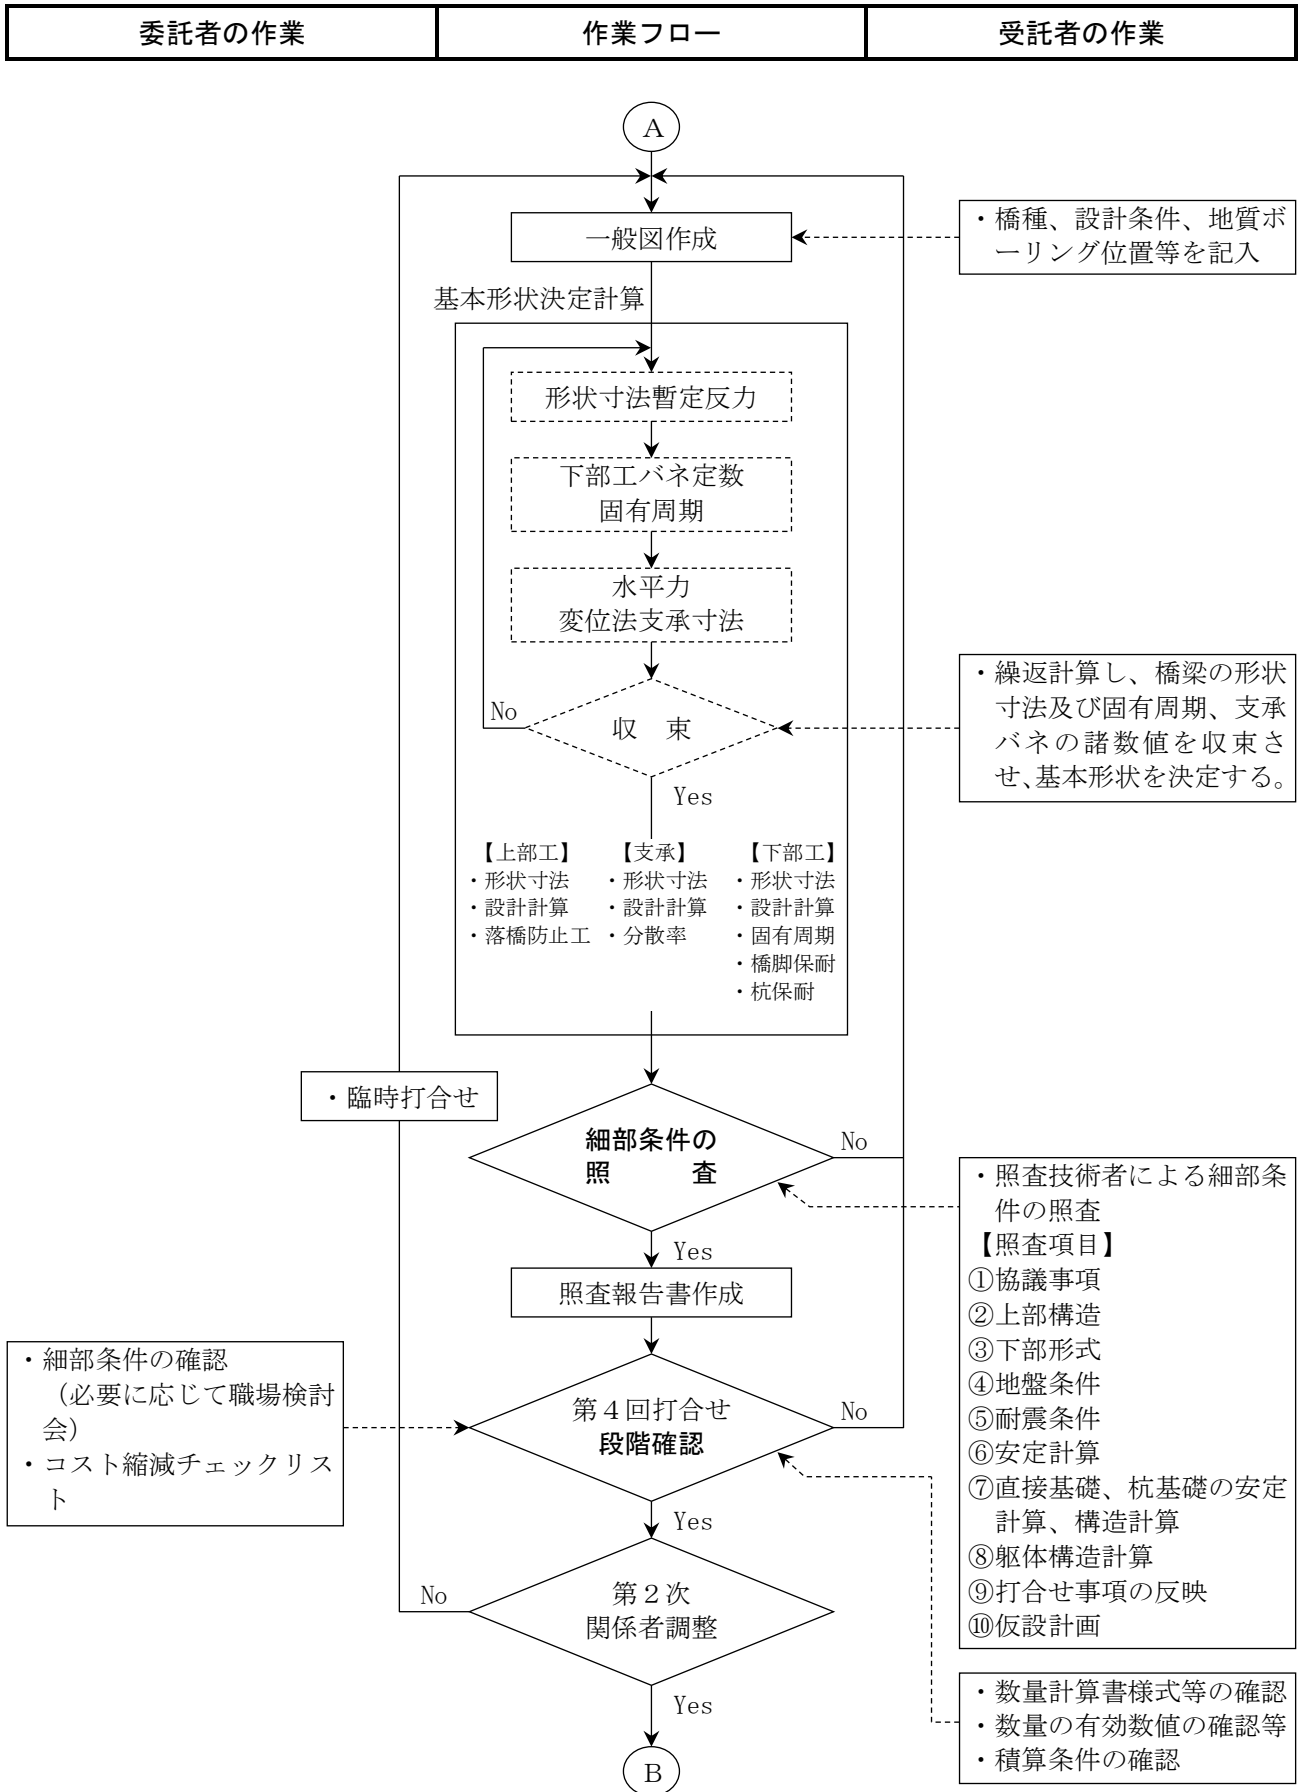 委託者の作業
作業フロー
受託者の作業
A
一般図作成
・橋種、設計条件、地質ボ
ーリング位置等を記入
基本形状決定計算
形状寸法暫定反力
下部工バネ定数
固有周期
水平力
変位法支承寸法
No
収　束
・繰返計算し、橋梁の形状
寸法及び固有周期、支承
バネの諸数値を収束さ
せ、基本形状を決定する。
Yes
【上部工】
・形状寸法
・設計計算
・落橋防止工
【支承】
・形状寸法
・設計計算
・分散率
【下部工】
・形状寸法
・設計計算
・固有周期
・橋脚保耐
・杭保耐
・臨時打合せ
細部条件の
照　　査
No
・照査技術者による細部条
件の照査
【照査項目】
①協議事項
②上部構造
③下部形式
④地盤条件
⑤耐震条件
⑥安定計算
⑦直接基礎、杭基礎の安定
計算、構造計算
⑧躯体構造計算
⑨打合せ事項の反映
⑩仮設計画
Yes
照査報告書作成
・細部条件の確認
（必要に応じて職場検討
会）
・コスト縮減チェックリス
ト
第４回打合せ
段階確認
No
Yes
No
第２次
関係者調整
・数量計算書様式等の確認
・数量の有効数値の確認等
・積算条件の確認
Yes
B